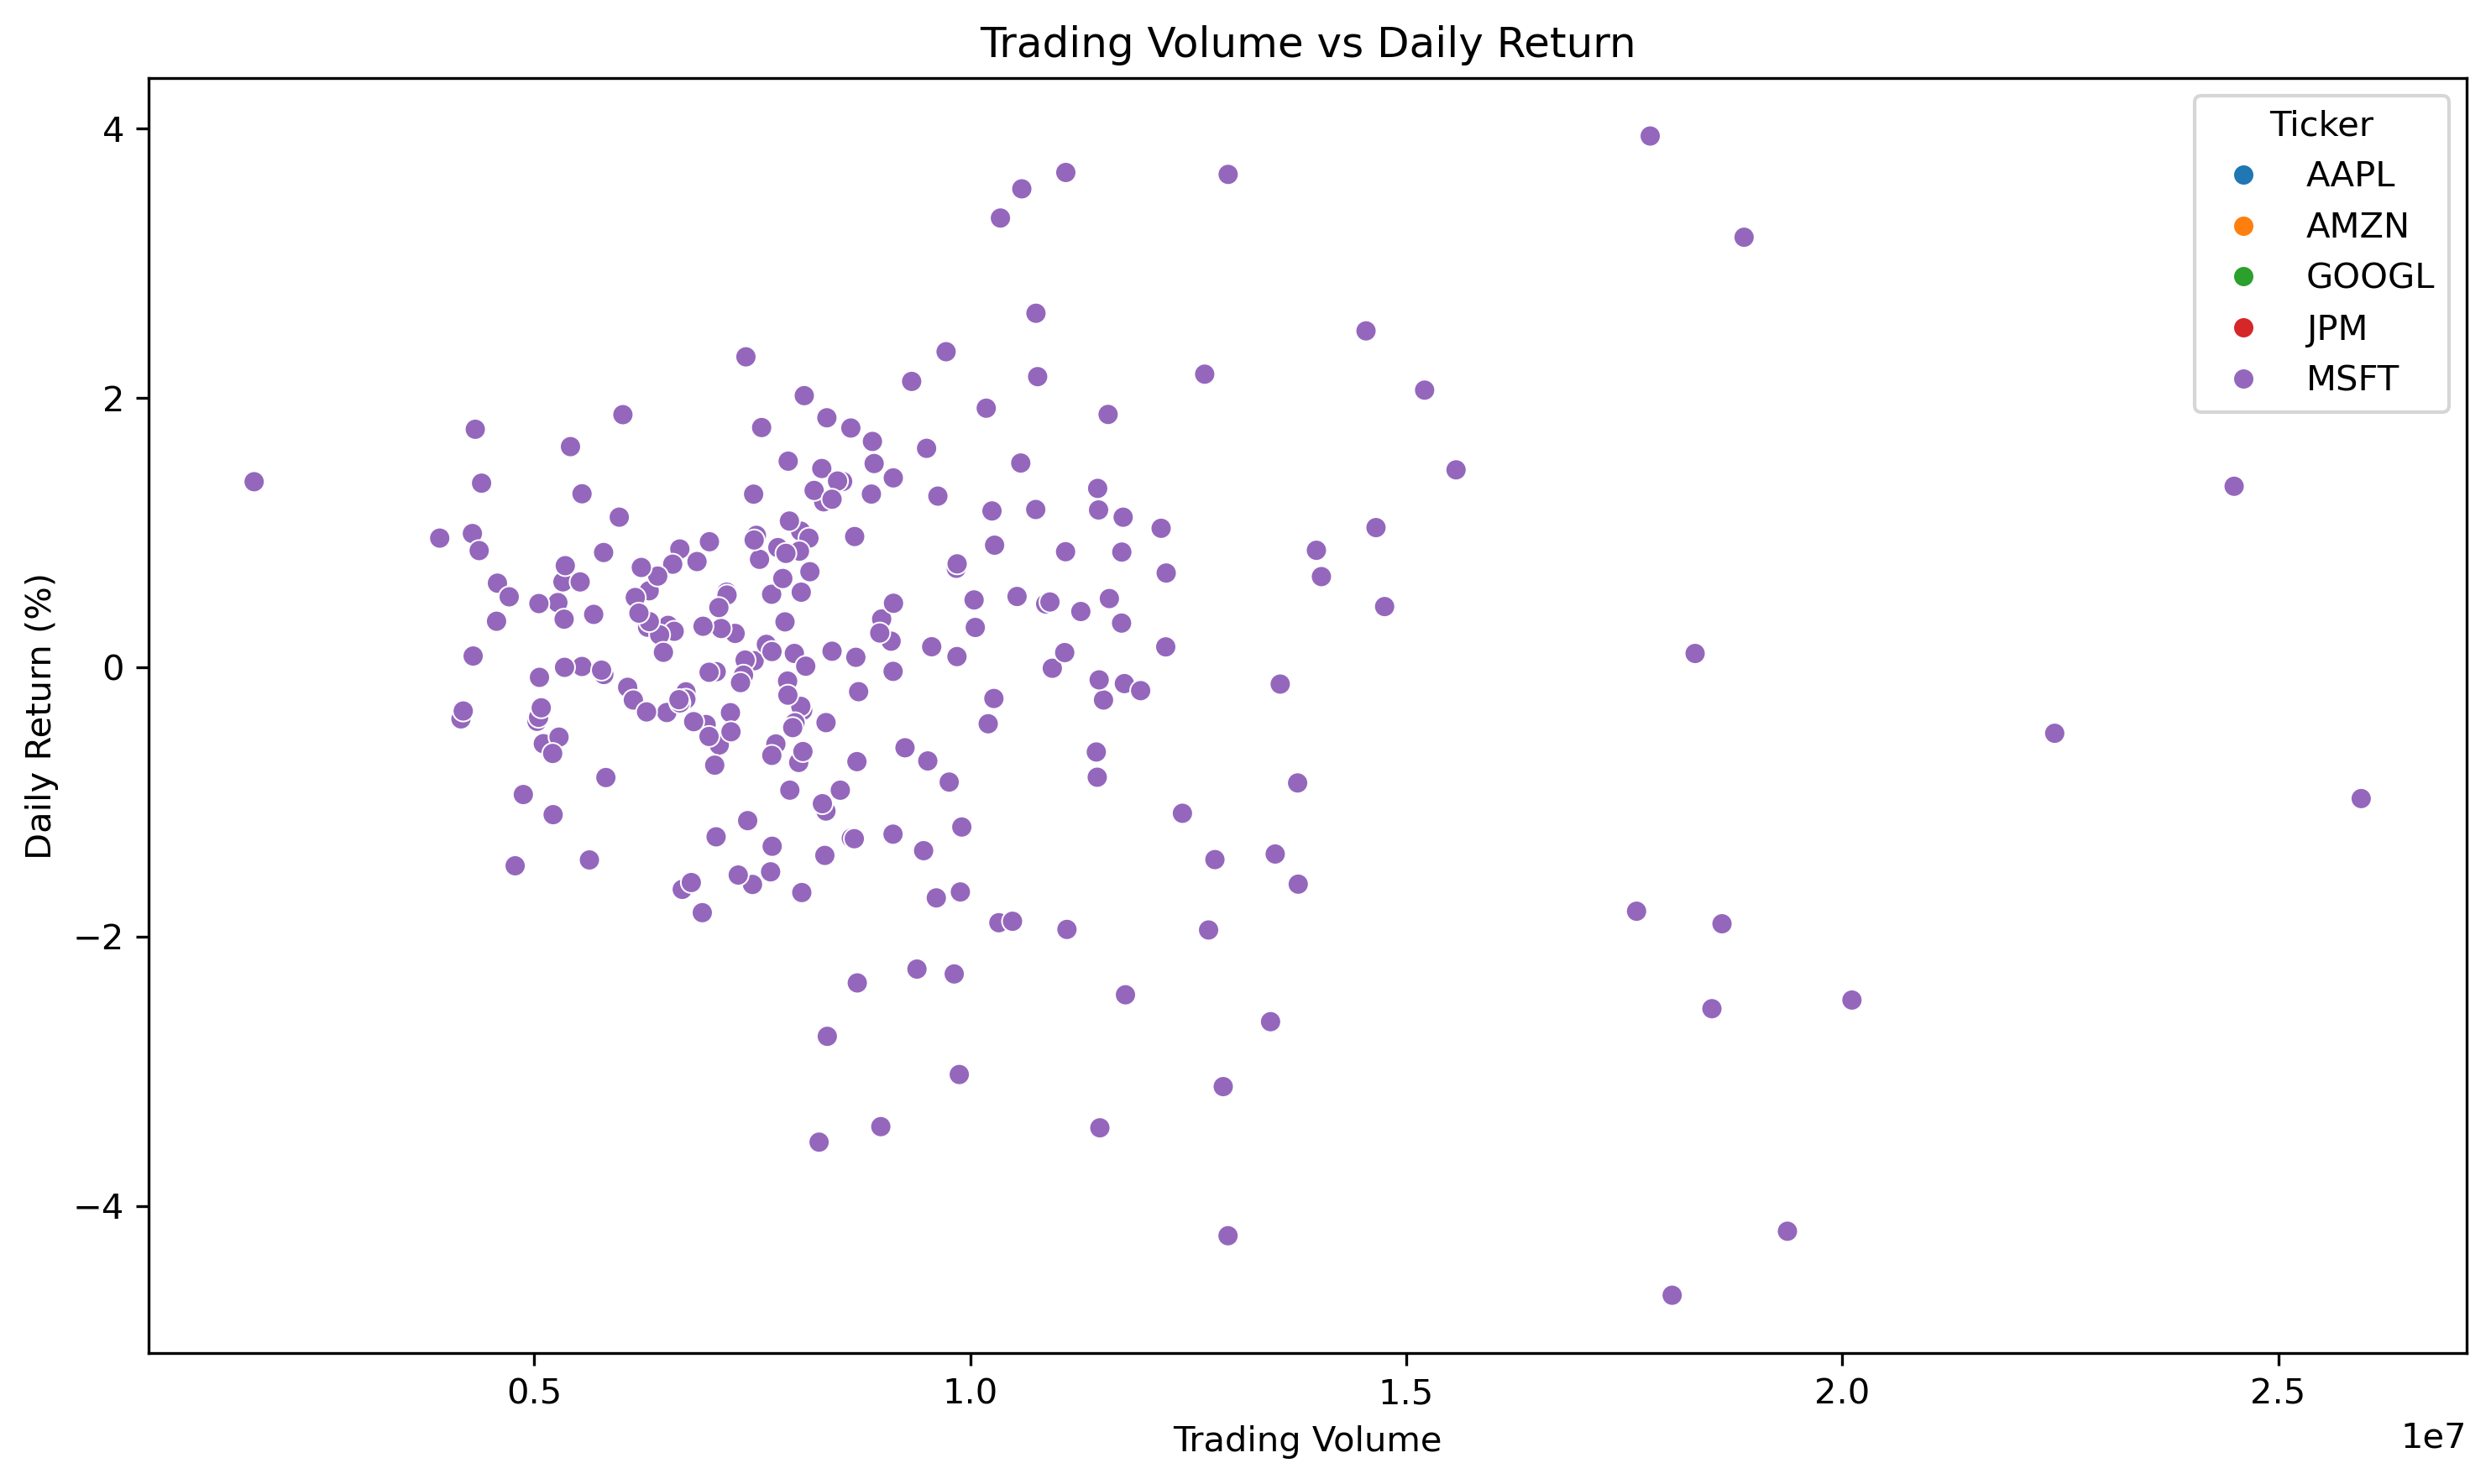 Trading Volume vs Daily Return
Ticker
AAPL
AMZN
GOOGL
JPM
MSFT
Daily Return (%)
4
2
0
−2
−4
0.5 1.0 1.5 2.0 2.5
1e7
Trading Volume